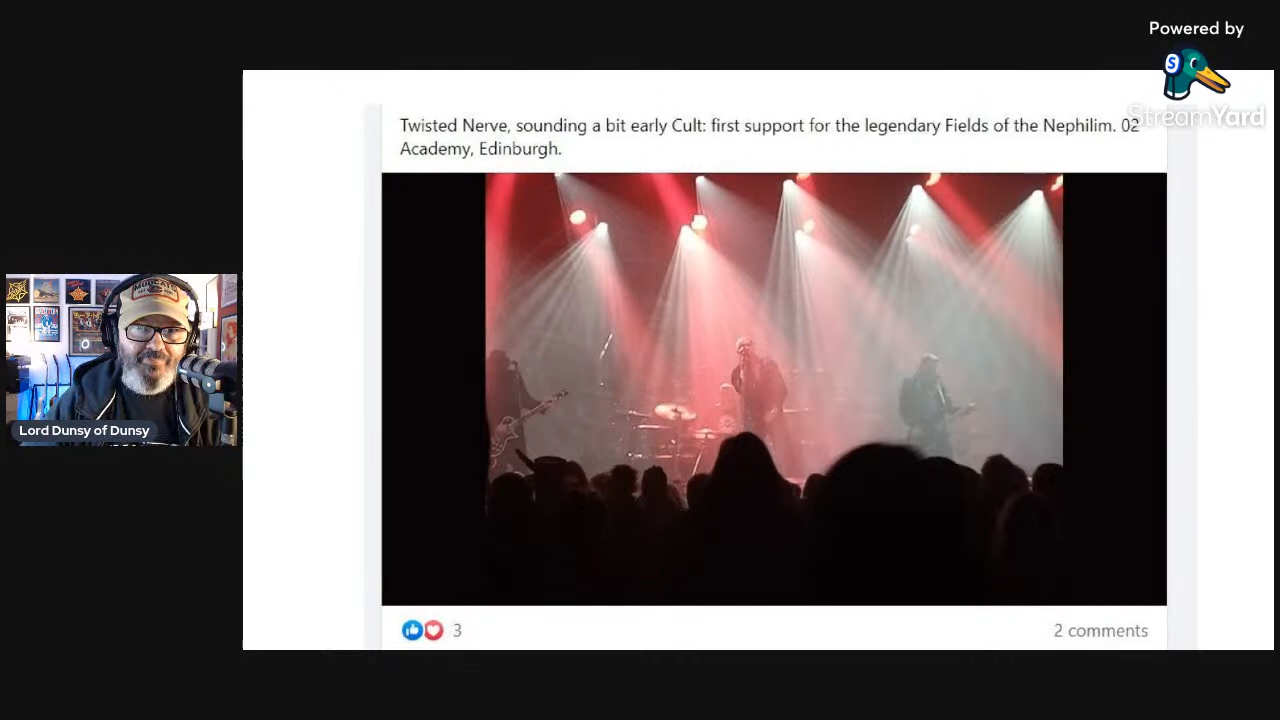 Powered by
StreamYard
Twisted Nerve, sounding a bit early Cult: first support for the legendary Fields of the Nephilim. 02
Academy, Edinburgh.
Lord Dunsy of Dunsy
3
2 comments